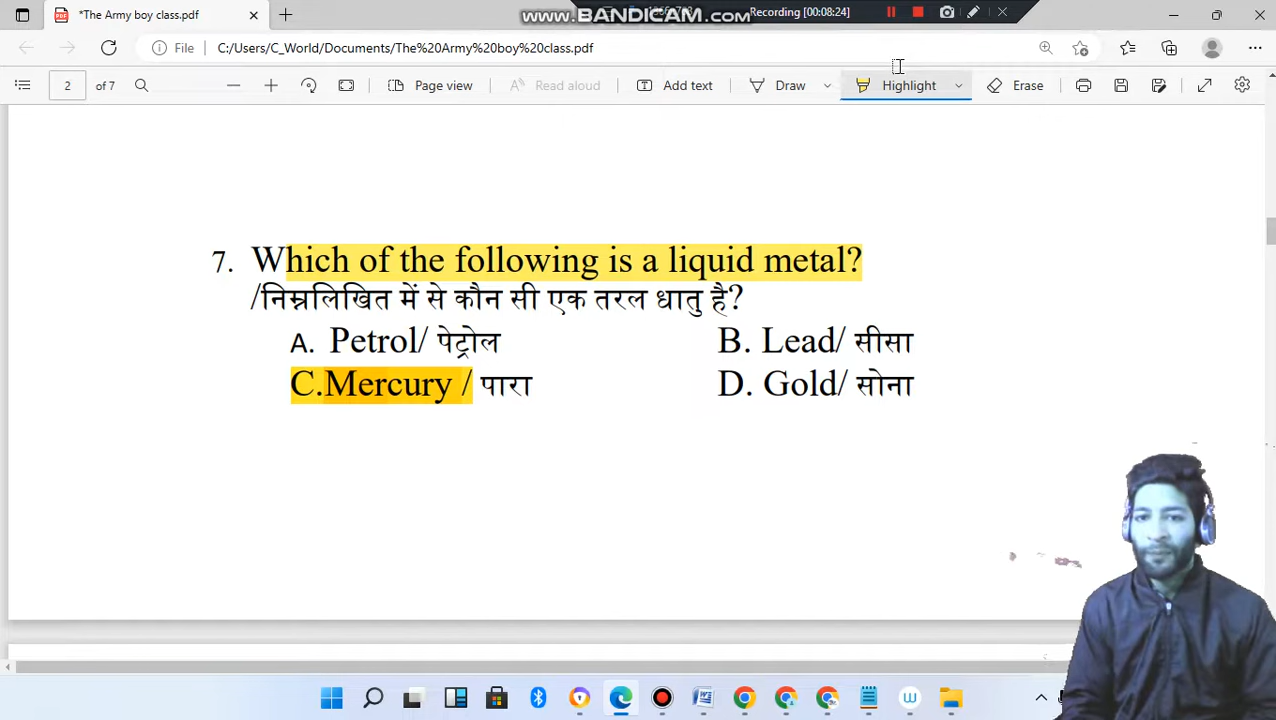 *The Army boy class.pdf
www.BANDICAM.com
Recording [00:08:24]
File C:/Users/C_World/Documents/The%20Army%20boy%20class.pdf
2 of 7 Page view Read aloud Add text Draw Highlight Erase
7. Which of the following is a liquid metal?
/निम्नलिखित में से कौन सी एक तरल धातु है?
A. Petrol/ पेट्रोल B. Lead/ सीसा
C.Mercury / पारा D. Gold/ सोना